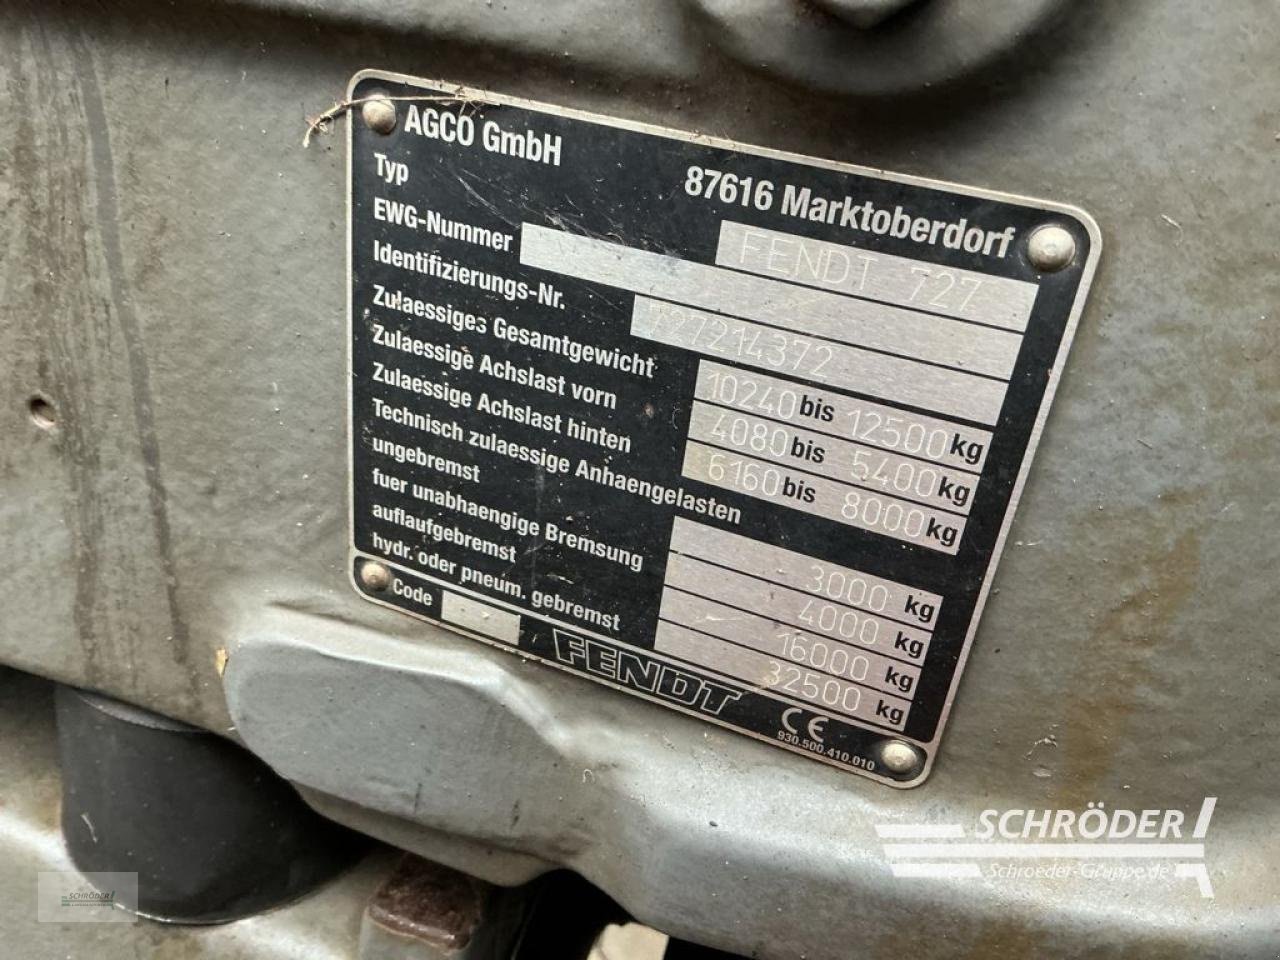 AGCO GmbH
87616 Marktoberdorf
Typ FENDT 727
EWG-Nummer
Identifizierungs-Nr. 727214372
Zulaessiges Gesamtgewicht 10240 bis 12500 kg
Zulaessige Achslast vorn 4080 bis 5400 kg
Zulaessige Achslast hinten 6160 bis 8000 kg
Technisch zulaessige Anhaengelasten
ungebremst 3000 kg
fuer unabhaengige Bremsung 4000 kg
auflaufgebremst 16000 kg
hydr. oder pneum. gebremst 32500 kg
Code
FENDT
CE
930.500.410.010
SCHRÖDER
Schroeder-Gruppe.de
SCHRÖDER